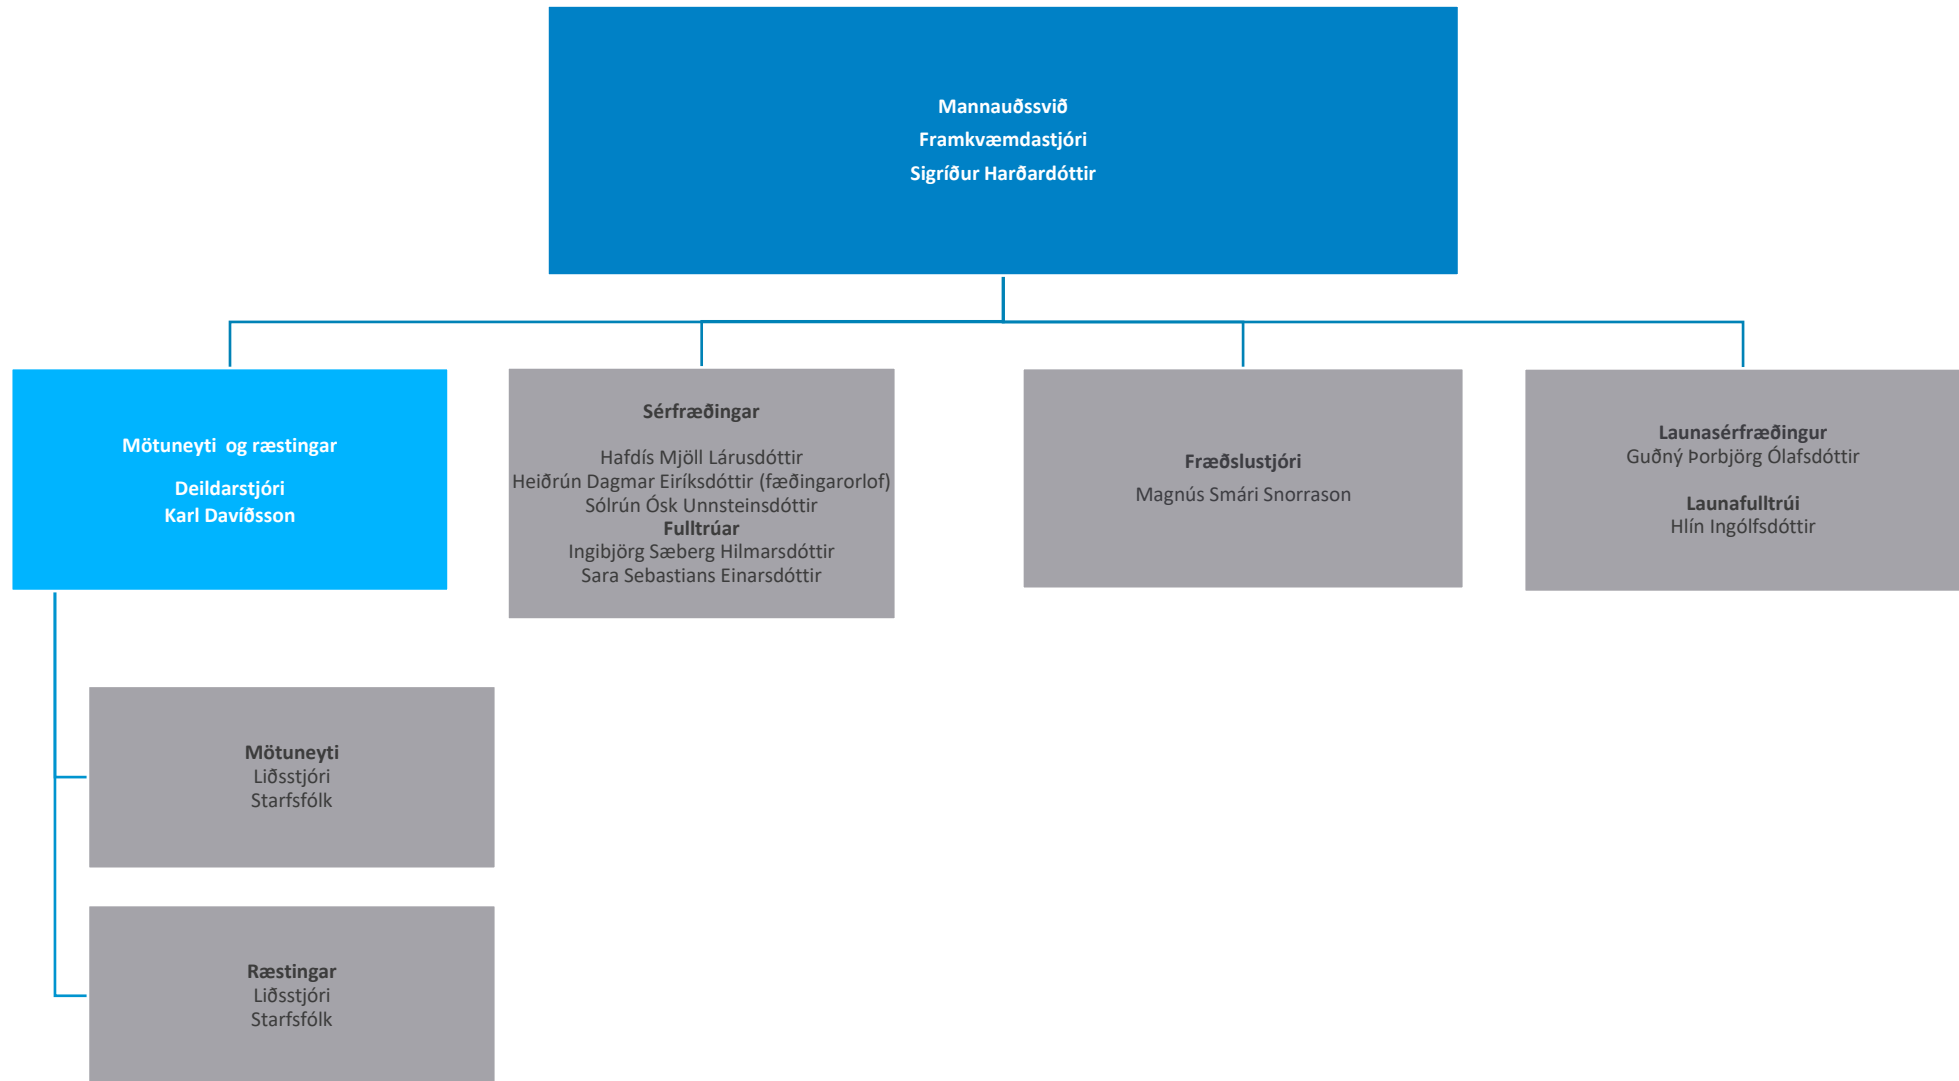 Mannauðssvið
Framkvæmdastjóri
Sigríður Harðardóttir
Mötuneyti og ræstingar
Deildarstjóri
Karl Davíðsson
Sérfræðingar
Hafdís Mjöll Lárusdóttir
Heiðrún Dagmar Eiríksdóttir (fæðingarorlof)
Sólrún Ósk Unnsteinsdóttir
Fulltrúar
Ingibjörg Sæberg Hilmarsdóttir
Sara Sebastians Einarsdóttir
Fræðslustjóri
Magnús Smári Snorrason
Launasérfræðingur
Guðný Þorbjörg Ólafsdóttir
Launafulltrúi
Hlín Ingólfsdóttir
Mötuneyti
Liðsstjóri
Starfsfólk
Ræstingar
Liðsstjóri
Starfsfólk